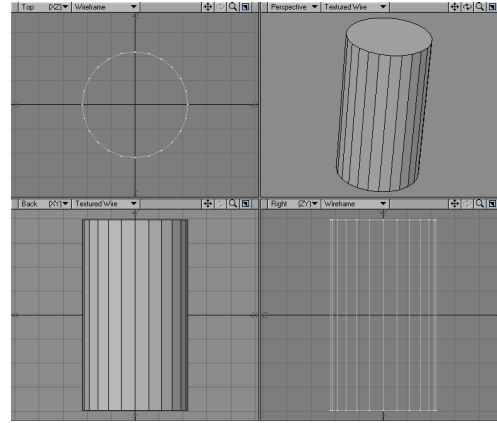 Top (XZ) Wireframe
Perspective Textured Wire
Back (XY) Textured Wire
Right (ZY) Wireframe